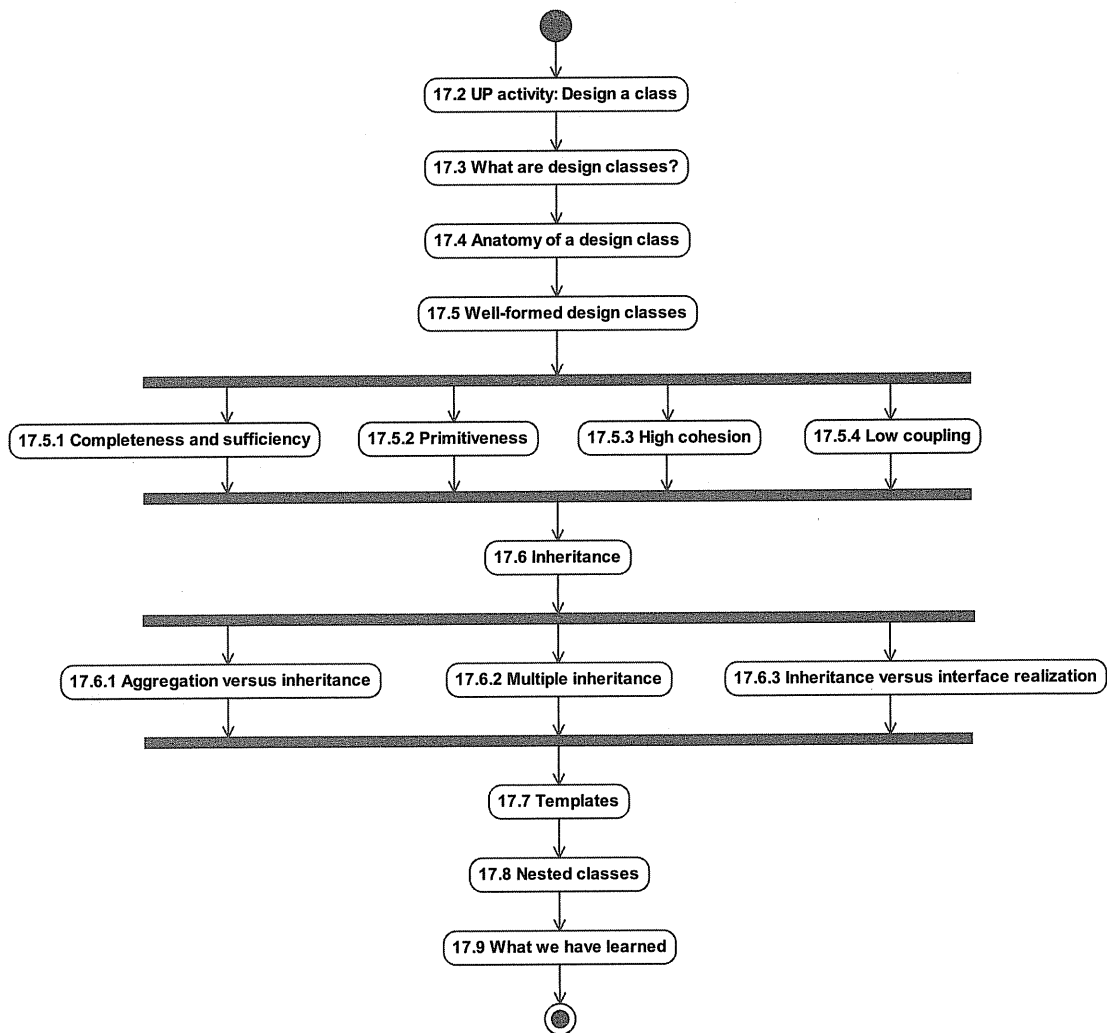 17.2 UP activity: Design a class
17.3 What are design classes?
17.4 Anatomy of a design class
17.5 Well-formed design classes
17.5.1 Completeness and sufficiency
17.5.2 Primitiveness
17.5.3 High cohesion
17.5.4 Low coupling
17.6 Inheritance
17.6.1 Aggregation versus inheritance
17.6.2 Multiple inheritance
17.6.3 Inheritance versus interface realization
17.7 Templates
17.8 Nested classes
17.9 What we have learned